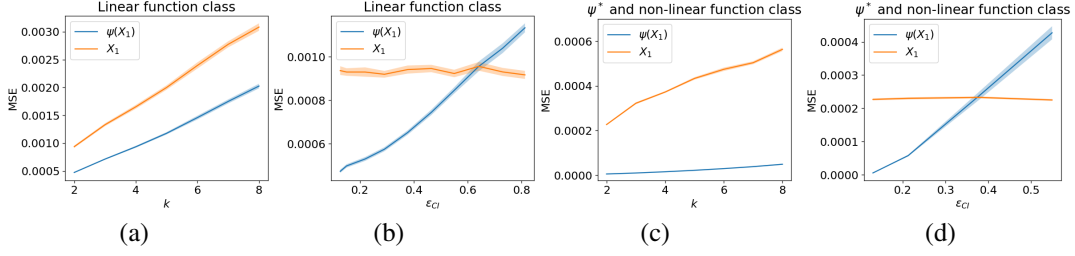 Linear function class
MSE
0.0030
0.0025
0.0020
0.0015
0.0010
0.0005
ψ(X₁)
X₁
2 4 6 8
k
(a)
Linear function class
MSE
0.0010
0.0008
0.0006
ψ(X₁)
X₁
0.2 0.4 0.6 0.8
ε_CI
(b)
ψ* and non-linear function class
MSE
0.0006
0.0004
0.0002
0.0000
ψ(X₁)
X₁
2 4 6 8
k
(c)
ψ* and non-linear function class
MSE
0.0004
0.0003
0.0002
0.0001
0.0000
ψ(X₁)
X₁
0.2 0.3 0.4 0.5
ε_CI
(d)